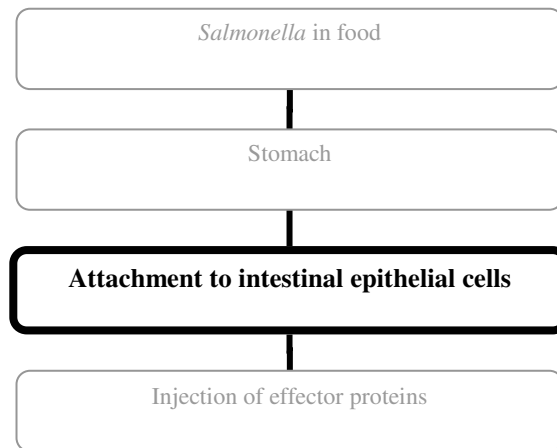 Salmonella in food
Stomach
Attachment to intestinal epithelial cells
Injection of effector proteins